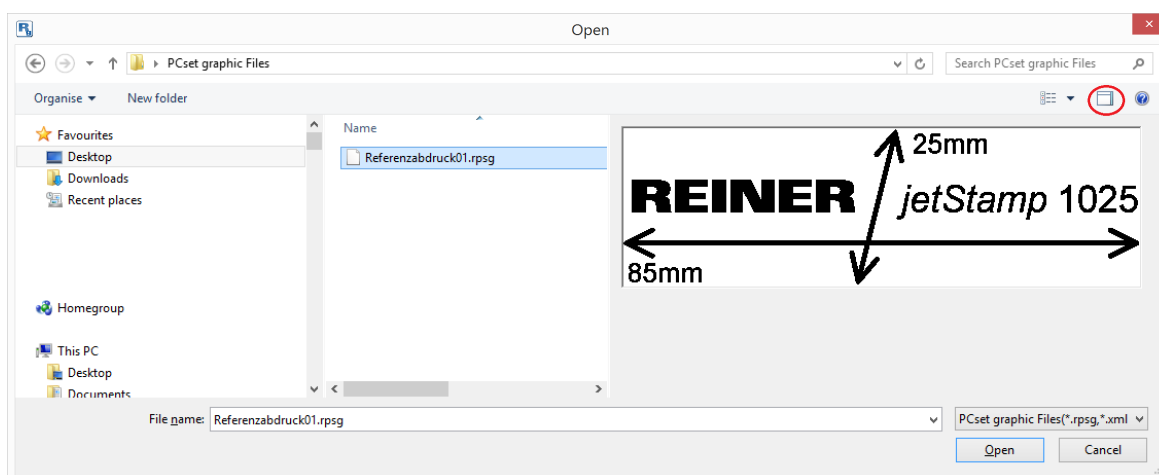 Open
PCset graphic Files
Search PCset graphic Files
Organise
New folder
Favourites
Desktop
Downloads
Recent places
Homegroup
This PC
Desktop
Documents
Name
Referenzabdruck01.rpsg
25mm
REINER jetStamp 1025
85mm
File name: Referenzabdruck01.rpsg
PCset graphic Files(*.rpsg,*.xml
Open
Cancel